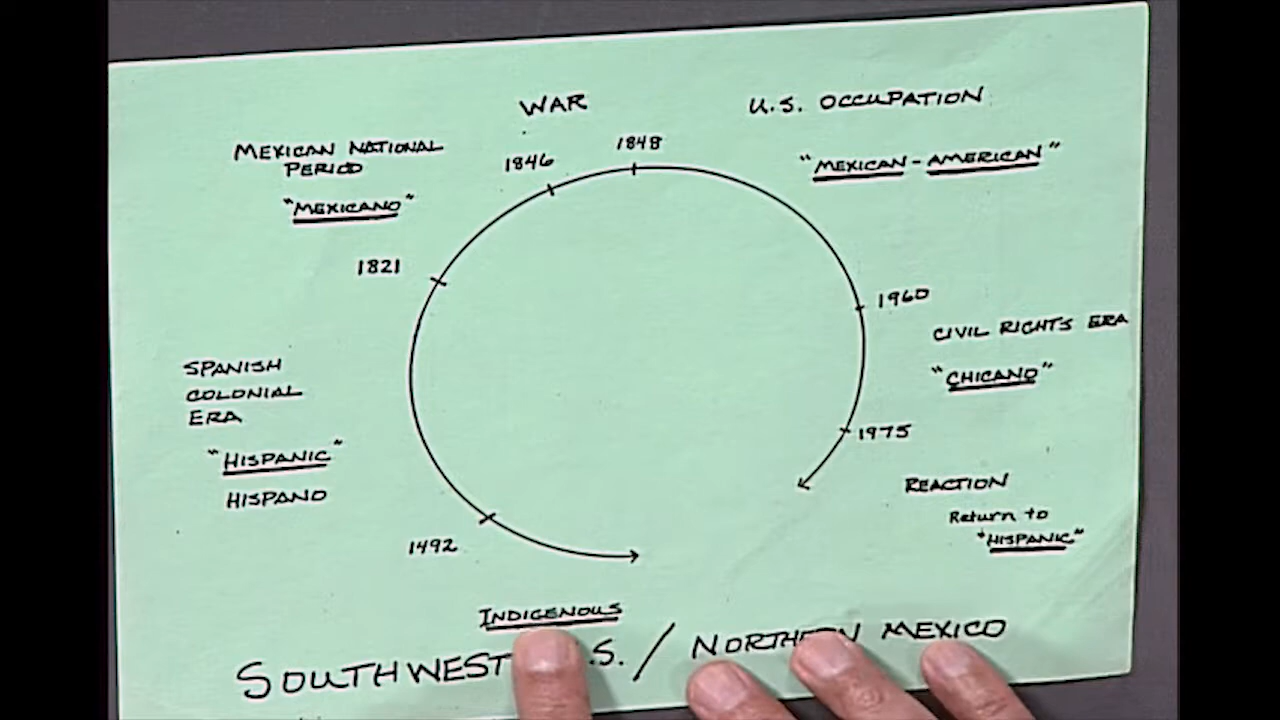 WAR
U.S. OCCUPATION
MEXICAN NATIONAL
PERIOD
"MEXICANO"
1846
1848
"MEXICAN-AMERICAN"
1821
1960
CIVIL RIGHTS ERA
"CHICANO"
SPANISH
COLONIAL
ERA
"HISPANIC"
HISPANO
1975
REACTION
Return to
"HISPANIC"
1492
INDIGENOUS
SOUTHWEST .S. / NORTHERN MEXICO